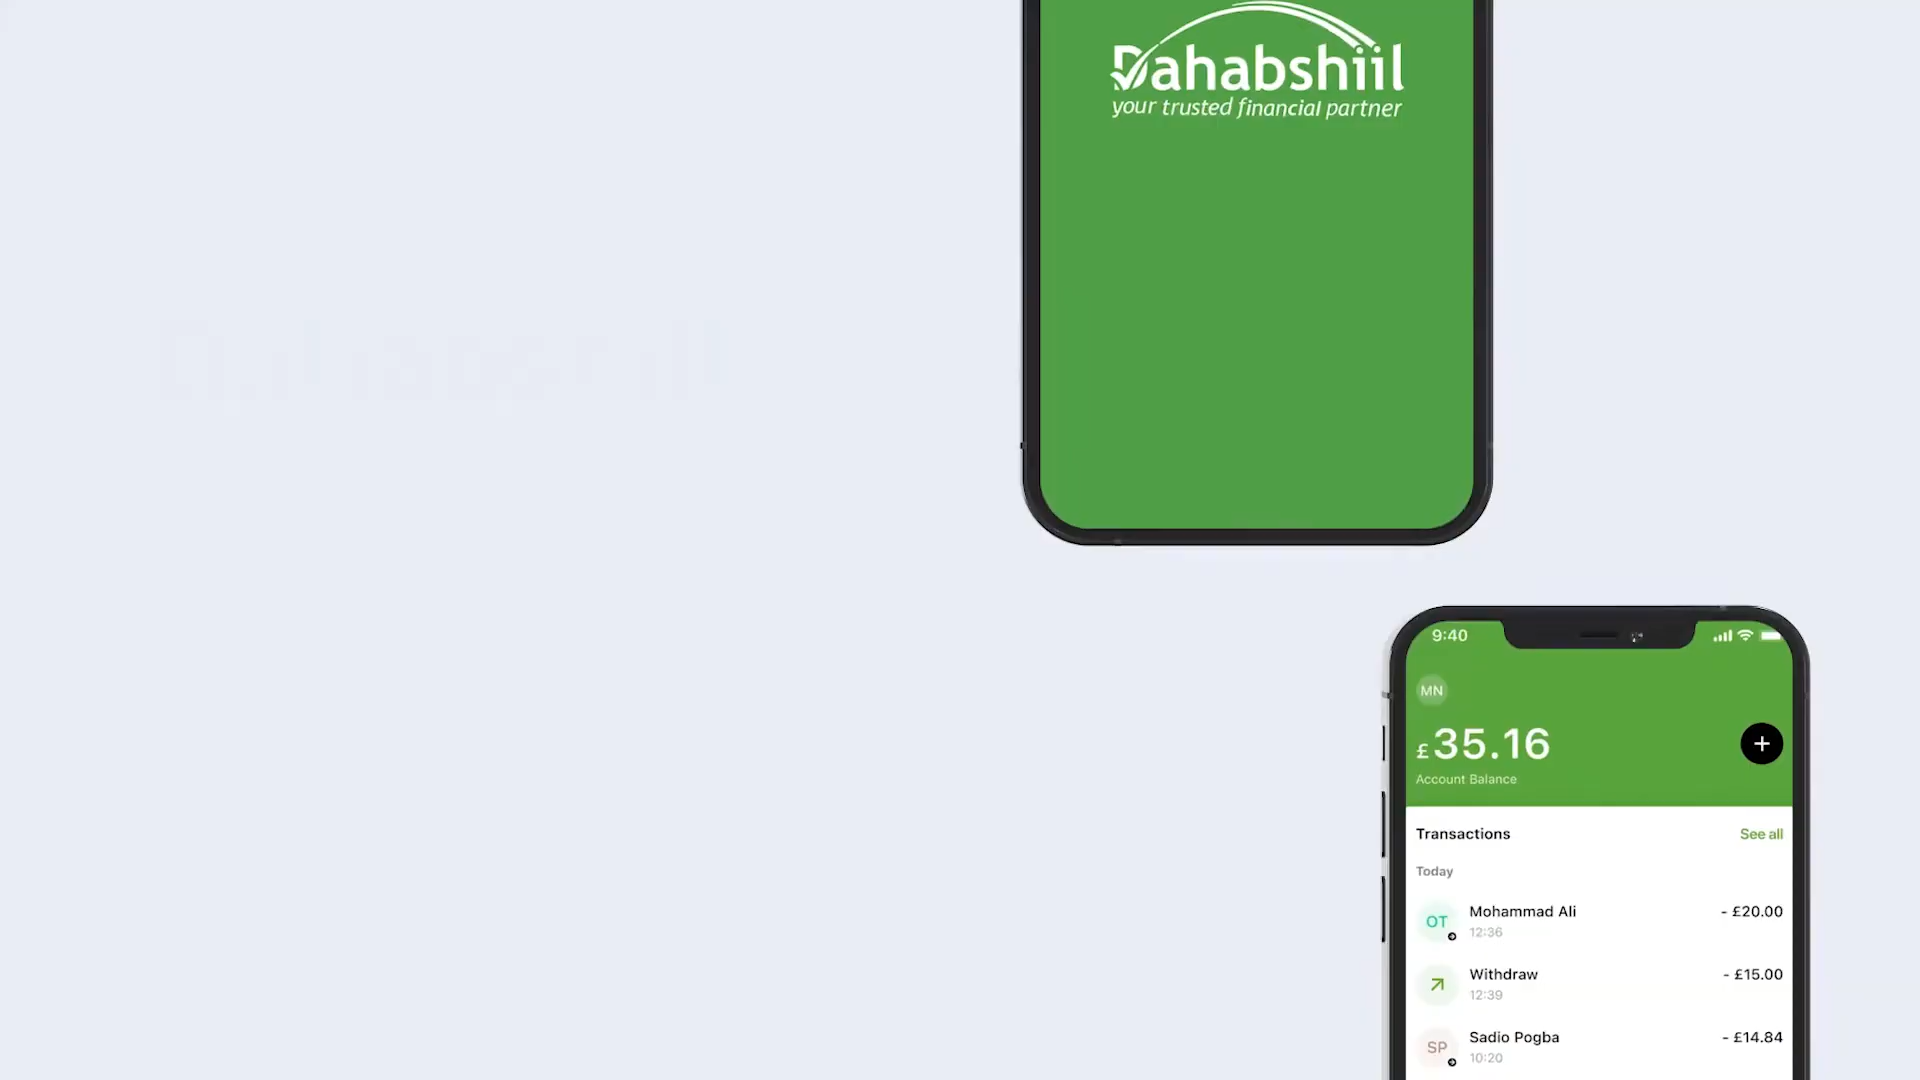 Dahabshiil
your trusted financial partner
9:40
MN
£35.16
Account Balance
Transactions
See all
Today
OT
Mohammad Ali
- £20.00
12:36
Withdraw
- £15.00
12:39
SP
Sadio Pogba
- £14.84
10:20